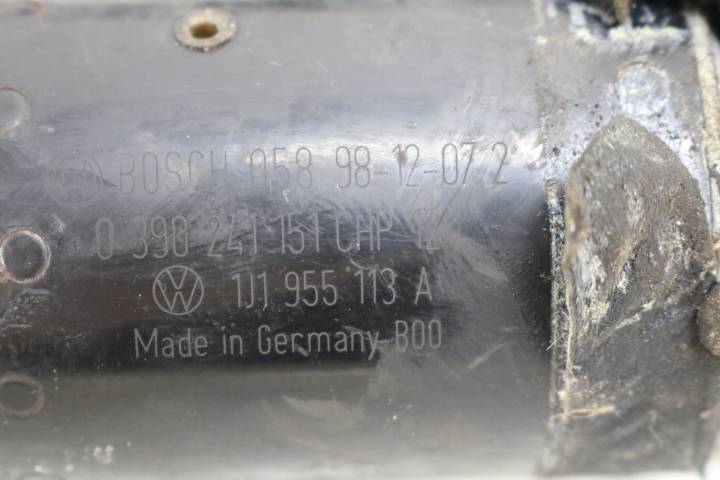 BOSCH 058 98-12-07 2
0 390 241 151 CHP 12
VW 1J1 955 113 A
Made in Germany B00